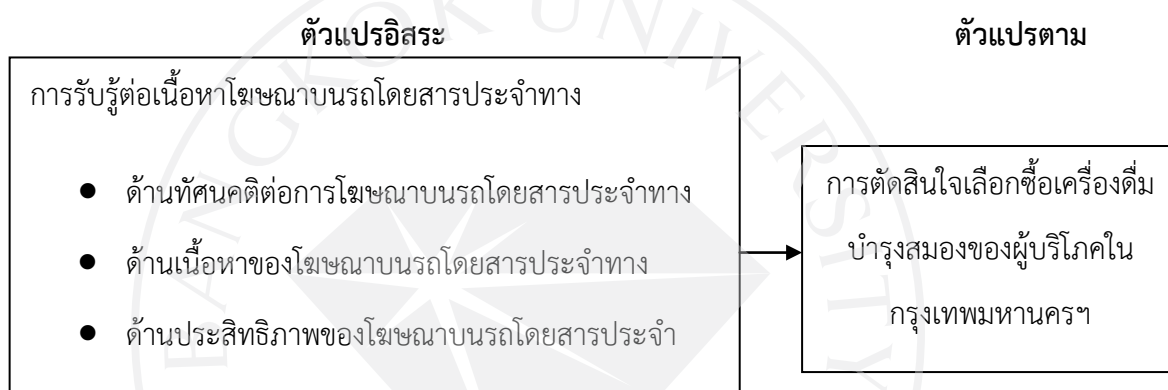 BANGKOK UNIVERSITY
ตัวแปรอิสระ
การรับรู้ต่อเนื้อหาโฆษณาบนรถโดยสารประจำทาง
● ด้านทัศนคติต่อการโฆษณาบนรถโดยสารประจำทาง
● ด้านเนื้อหาของโฆษณาบนรถโดยสารประจำทาง
● ด้านประสิทธิภาพของโฆษณาบนรถโดยสารประจำ
ตัวแปรตาม
การตัดสินใจเลือกซื้อเครื่องดื่ม
บำรุงสมองของผู้บริโภคใน
กรุงเทพมหานครฯ